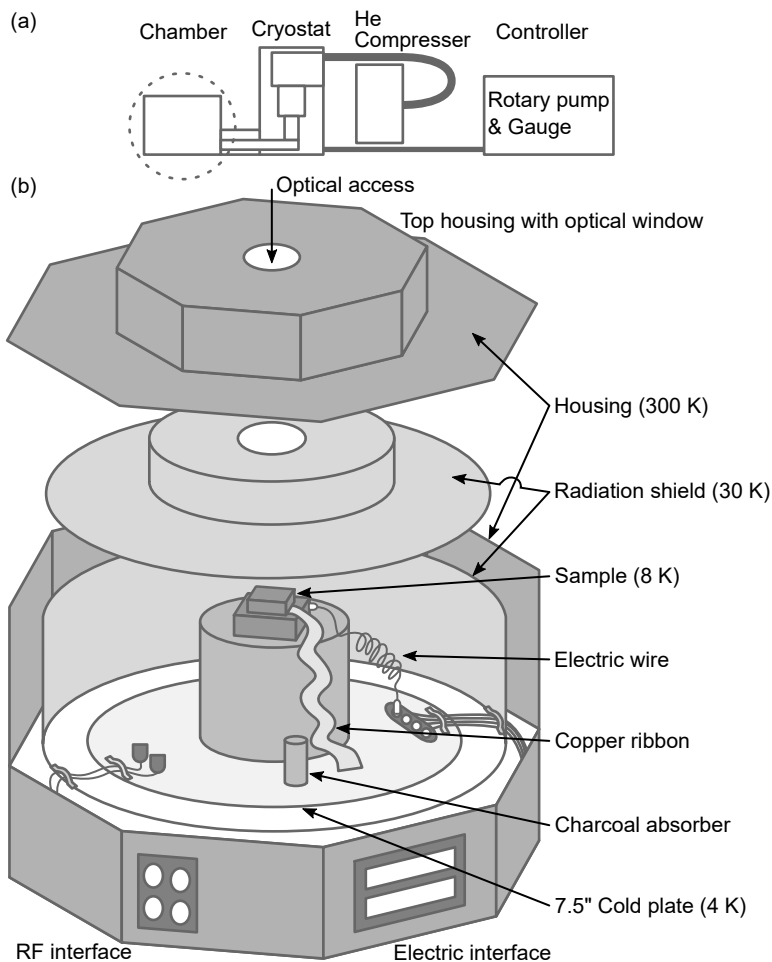 (a)
Chamber
Cryostat
He
Compresser
Controller
Rotary pump
& Gauge
(b)
Optical access
Top housing with optical window
Housing (300 K)
Radiation shield (30 K)
Sample (8 K)
Electric wire
Copper ribbon
Charcoal absorber
7.5" Cold plate (4 K)
RF interface
Electric interface